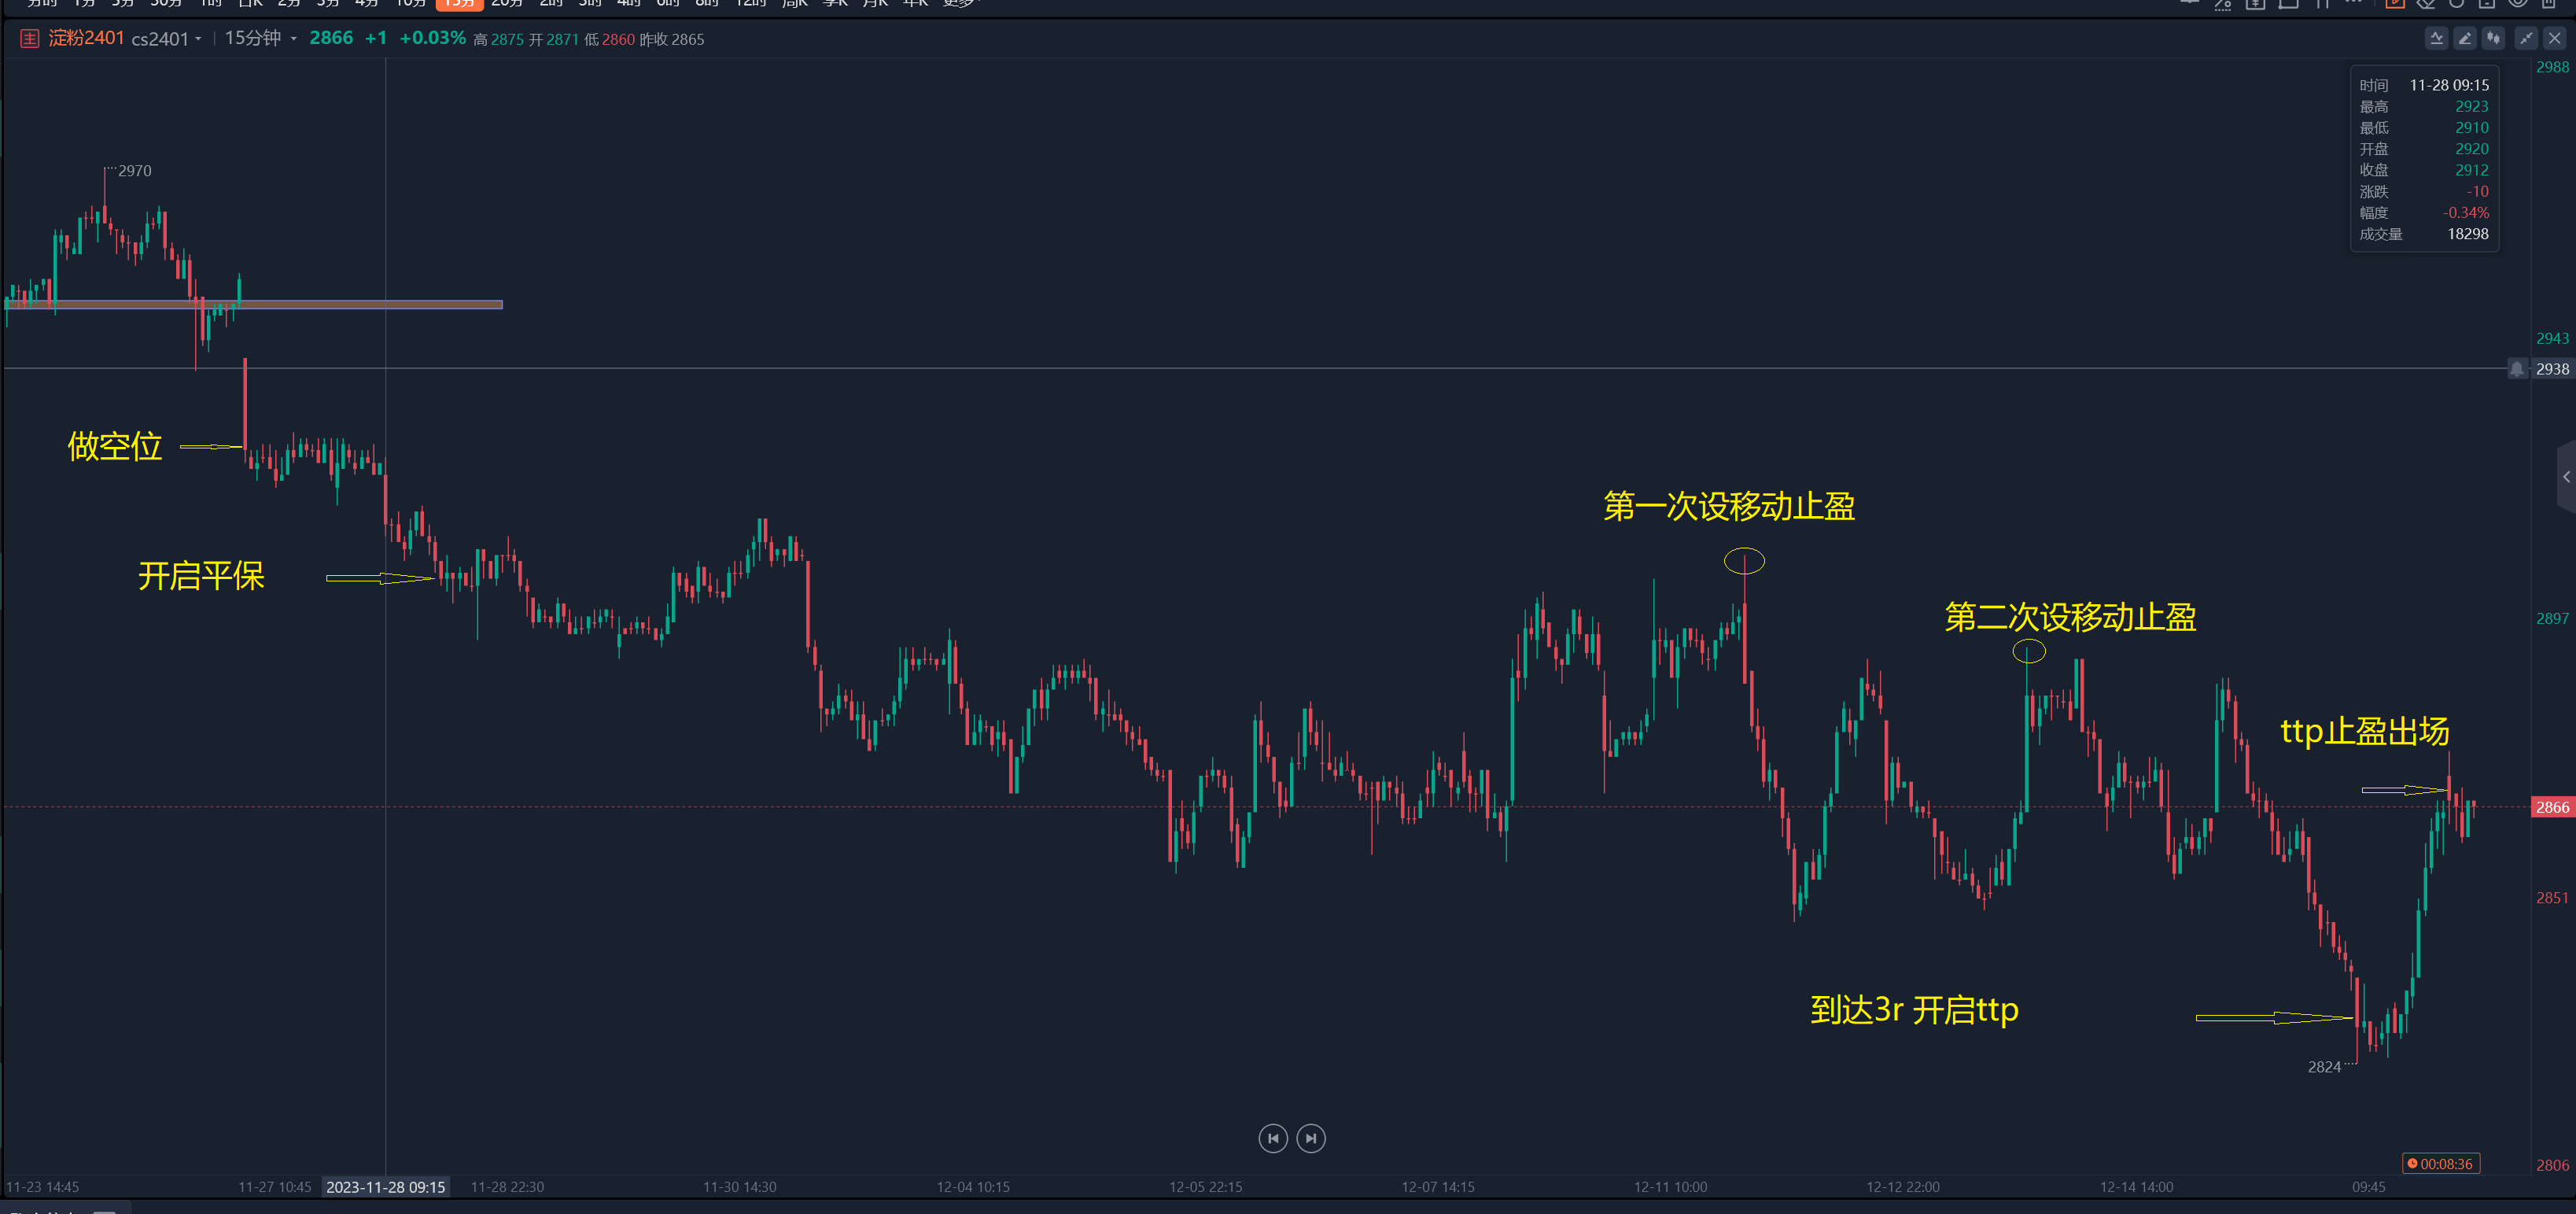 15分
淀粉2401 cs2401 15分钟 2866 +1 +0.03% 高 2875 开 2871 低 2860 昨收 2865
2988
时间 11-28 09:15
最高 2923
最低 2910
开盘 2920
收盘 2912
涨跌 -10
幅度 -0.34%
成交量 18298
2970
2943
2938
做空位
第一次设移动止盈
开启平保
第二次设移动止盈
2897
ttp止盈出场
2866
2851
到达3r 开启ttp
2824
2806
00:08:36
11-23 14:45
11-27 10:45
2023-11-28 09:15
11-28 22:30
11-30 14:30
12-04 10:15
12-05 22:15
12-07 14:15
12-11 10:00
12-12 22:00
12-14 14:00
09:45